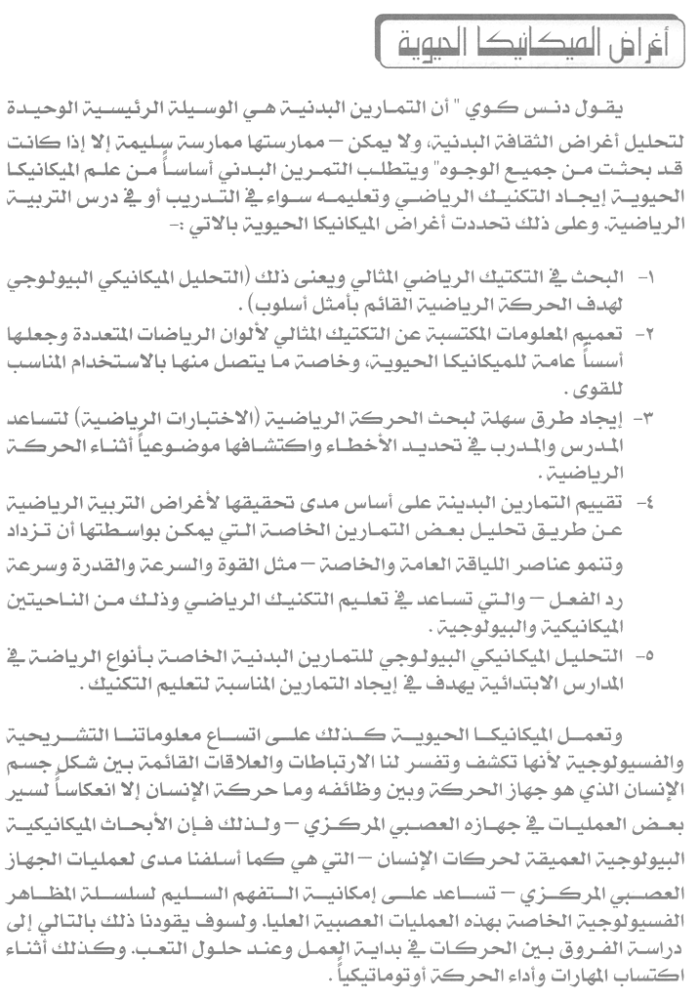 أغراض الميكانيكا الحيوية
يقول دنس كوي " أن التمارين البدنية هي الوسيلة الرئيسية الوحيدة
لتحليل أغراض الثقافة البدنية، ولا يمكن – ممارستها ممارسة سليمة إلا إذا كانت
قد بحثت من جميع الوجوه" ويتطلب التمرين البدني أساساً من علم الميكانيكا
الحيوية إيجاد التكنيك الرياضي وتعليمه سواء في التدريب أو في درس التربية
الرياضية. وعلى ذلك تحددت أغراض الميكانيكا الحيوية بالاتي :-
١- البحث في التكتيك الرياضي المثالي ويعنى ذلك (التحليل الميكانيكي البيولوجي
لهدف الحركة الرياضية القائم بأمثل أسلوب) .
٢- تعميم المعلومات المكتسبة عن التكتيك المثالي لألوان الرياضات المتعددة وجعلها
أسساً عامة للميكانيكا الحيوية، وخاصة ما يتصل منها بالاستخدام المناسب
للقوى .
٣- إيجاد طرق سهلة لبحث الحركة الرياضية (الاختبارات الرياضية) لتساعد
المدرس والمدرب في تحديد الأخطاء واكتشافها موضوعياً أثناء الحركة
الرياضية .
٤- تقييم التمارين البدينة على أساس مدى تحقيقها لأغراض التربية الرياضية
عن طريق تحليل بعض التمارين الخاصة التي يمكن بواسطتها أن تزداد
وتنمو عناصر اللياقة العامة والخاصة – مثل القوة والسرعة والقدرة وسرعة
رد الفعل – والتي تساعد في تعليم التكنيك الرياضي وذلك من الناحيتين
الميكانيكية والبيولوجية .
٥- التحليل الميكانيكي البيولوجي للتمارين البدنية الخاصة بأنواع الرياضة في
المدارس الابتدائية يهدف في إيجاد التمارين المناسبة لتعليم التكنيك .
وتعمل الميكانيكا الحيوية كذلك على اتساع معلوماتنا التشريحية
والفسيولوجية لأنها تكشف وتفسر لنا الارتباطات والعلاقات القائمة بين شكل جسم
الإنسان الذي هو جهاز الحركة وبين وظائفه وما حركة الإنسان إلا انعكاساً لسير
بعض العمليات في جهازه العصبي المركزي – ولذلك فإن الأبحاث الميكانيكية
البيولوجية العميقة لحركات الإنسان – التي هي كما أسلفنا مدى لعمليات الجهاز
العصبي المركزي – تساعد على إمكانية التفهم السليم لسلسلة المظاهر
الفسيولوجية الخاصة بهذه العمليات العصبية العليا. ولسوف يقودنا ذلك بالتالي إلى
دراسة الفروق بين الحركات في بداية العمل وعند حلول التعب. وكذلك أثناء
اكتساب المهارات وأداء الحركة أوتوماتيكياً .